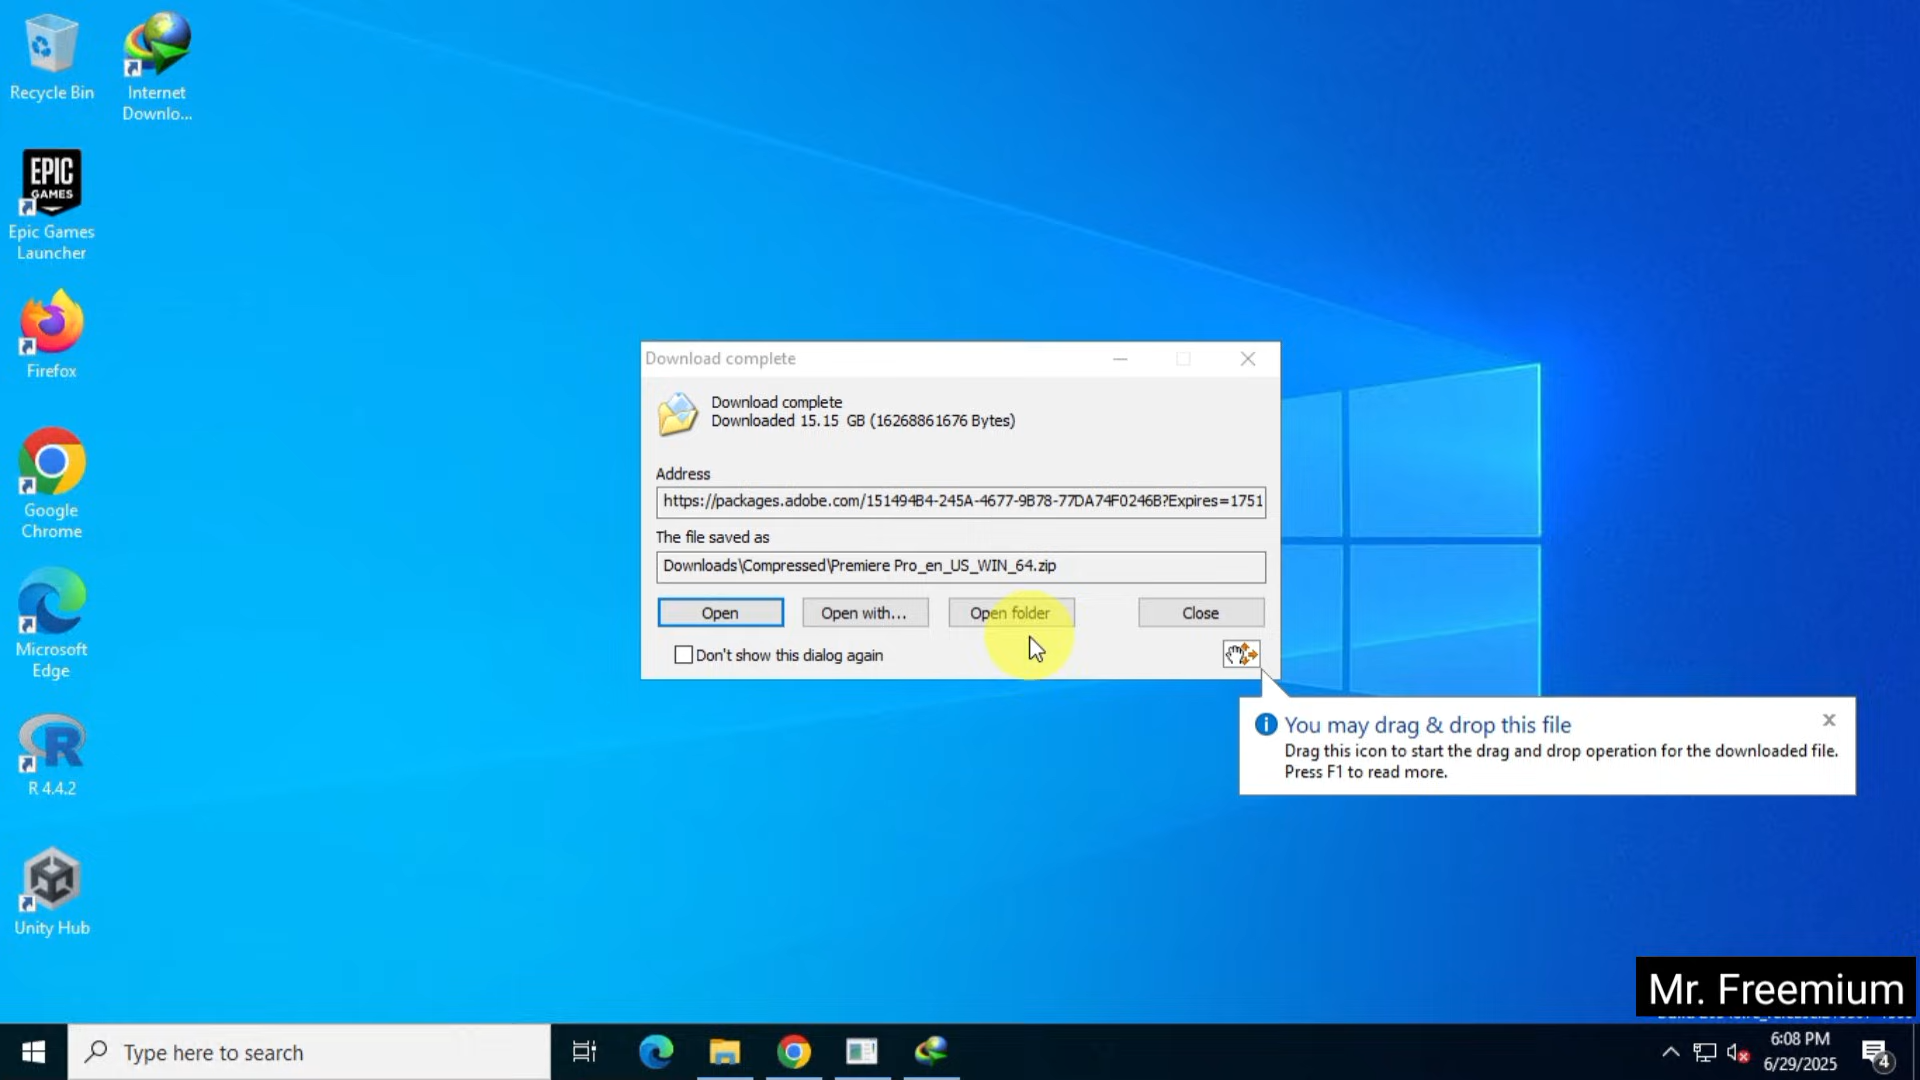 Recycle Bin
Internet
Downlo...
EPIC
GAMES
Epic Games
Launcher
Firefox
Google
Chrome
Microsoft
Edge
R
R 4.4.2
Unity Hub
Download complete
Download complete
Downloaded 15.15 GB (16268861676 Bytes)
Address
https://packages.adobe.com/151494B4-245A-4677-9B78-77DA74F0246B?Expires=1751
The file saved as
Downloads\Compressed\Premiere Pro_en_US_WIN_64.zip
Open
Open with...
Open folder
Close
Don't show this dialog again
You may drag & drop this file
Drag this icon to start the drag and drop operation for the downloaded file.
Press F1 to read more.
Mr. Freemium
Type here to search
6:08 PM
6/29/2025
4